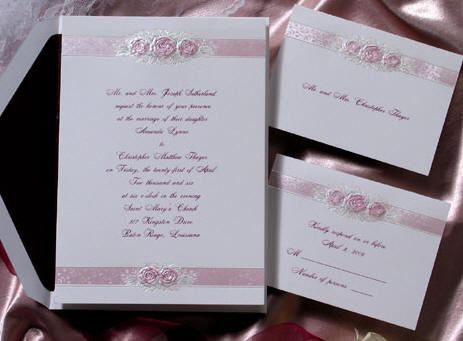 Mr. and Mrs. Joseph Sutherland
request the honour of your presence
at the marriage of their daughter
Amanda Lynne
to
Christopher Matthew Thayer
on Friday, the twenty-first of April
Two thousand and six
at six o'clock in the evening
Saint Mary's Church
107 Kingston Dave
Baton Rouge, Louisiana
Mr. and Mrs. Christopher Thayer
Kindly respond on or before
April 3, 2006
M
Number of persons